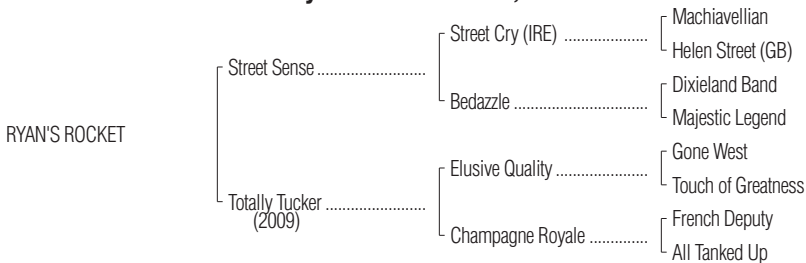 Machiavellian
Street Cry (IRE) ..................
Helen Street (GB)
Street Sense ..........................
Dixieland Band
Bedazzle .................................
Majestic Legend
RYAN'S ROCKET
Gone West
Elusive Quality ......................
Touch of Greatness
Totally Tucker ........................
(2009)
French Deputy
Champagne Royale ..............
All Tanked Up